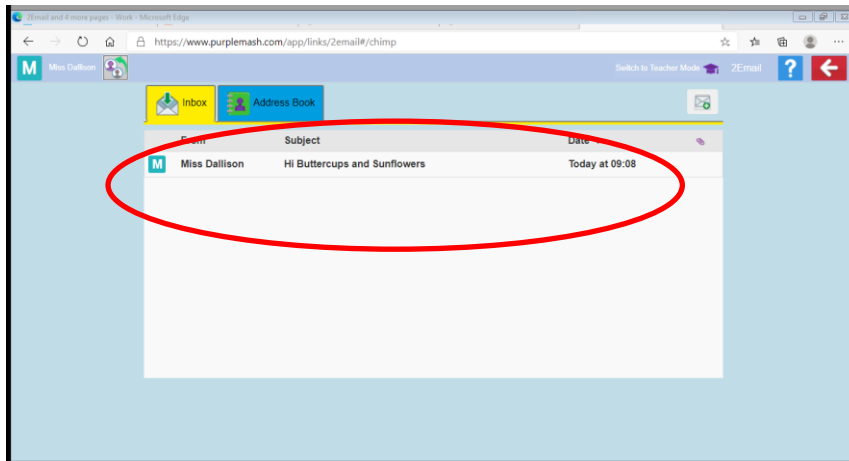 2Email and 4 more pages - Work - Microsoft Edge
https://www.purplemash.com/app/links/2email#/chimp
M Miss Dallison Switch to Teacher Mode 2Email ?
Inbox Address Book
From Subject Date
M Miss Dallison Hi Buttercups and Sunflowers Today at 09:08